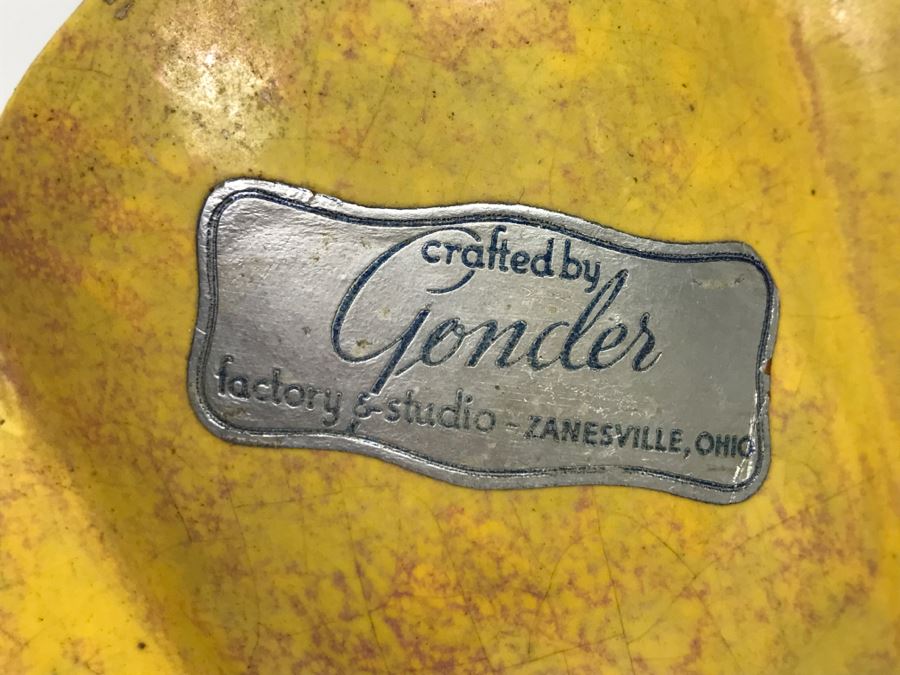 crafted by
Gonder
factory & studio - ZANESVILLE, OHIO